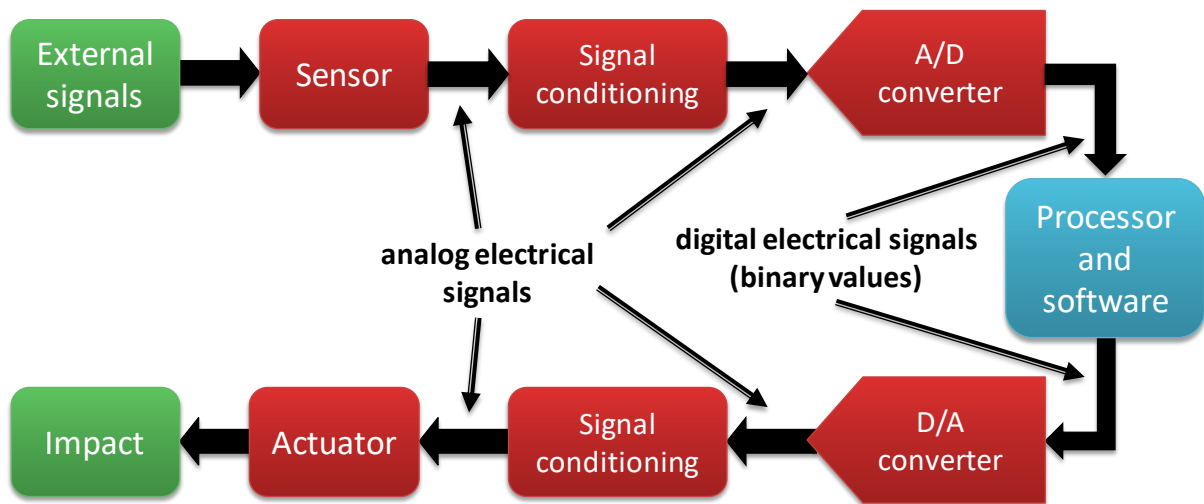 External
signals
Sensor
Signal
conditioning
A/D
converter
analog electrical
signals
digital electrical signals
(binary values)
Processor
and
software
Impact
Actuator
Signal
conditioning
D/A
converter